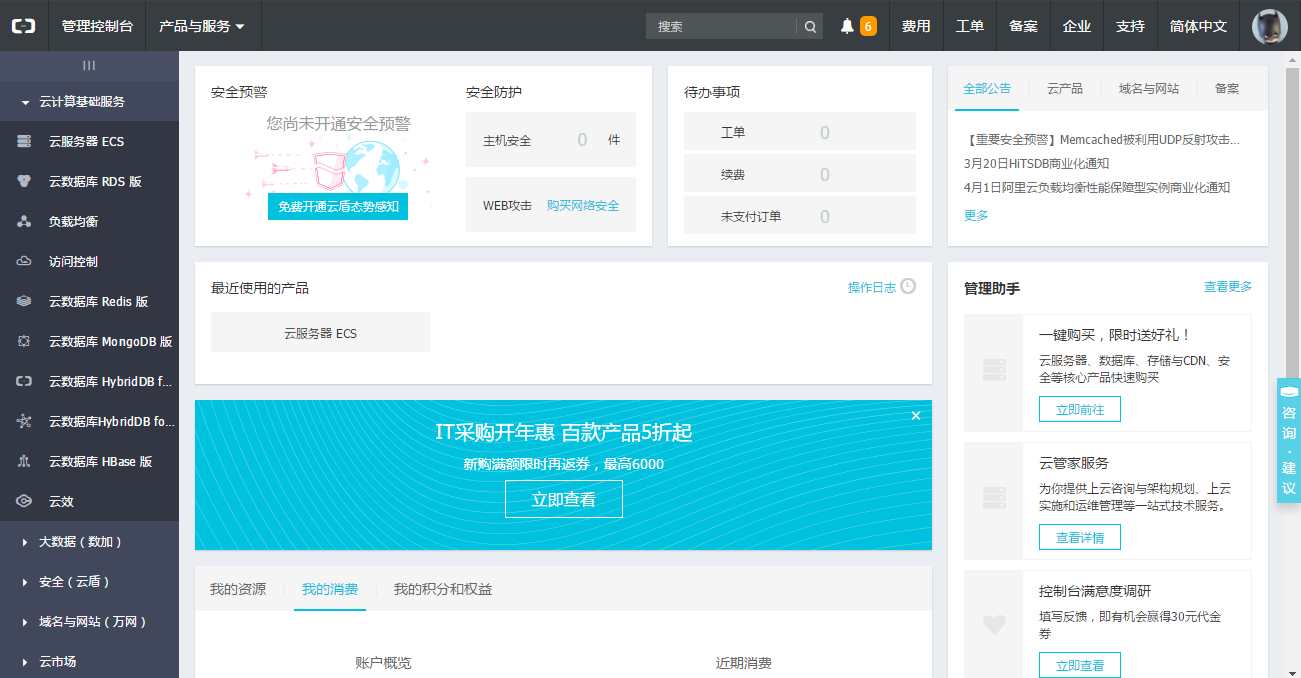 管理控制台
产品与服务
搜索
6
费用
工单
备案
企业
支持
简体中文
云计算基础服务
云服务器 ECS
云数据库 RDS 版
负载均衡
访问控制
云数据库 Redis 版
云数据库 MongoDB 版
云数据库 HybridDB f...
云数据库HybridDB fo...
云数据库 HBase 版
云效
大数据（数加）
安全（云盾）
域名与网站（万网）
云市场
安全预警
您尚未开通安全预警
免费开通云盾态势感知
安全防护
主机安全 0 件
WEB攻击 购买网络安全
待办事项
工单 0
续费 0
未支付订单 0
全部公告
云产品
域名与网站
备案
【重要安全预警】Memcached被利用UDP反射攻击...
3月20日HiTSDB商业化通知
4月1日阿里云负载均衡性能保障型实例商业化通知
更多
最近使用的产品
操作日志
云服务器 ECS
IT采购开年惠 百款产品5折起
新购满额限时再返券，最高6000
立即查看
我的资源
我的消费
我的积分和权益
账户概览
近期消费
管理助手
查看更多
一键购买，限时送好礼！
云服务器、数据库、存储与CDN、安
全等核心产品快速购买
立即前往
云管家服务
为你提供上云咨询与架构规划、上云
实施和运维管理等一站式技术服务。
查看详情
控制台满意度调研
填写反馈，即有机会赢得30元代金
券
立即查看
咨询·建议